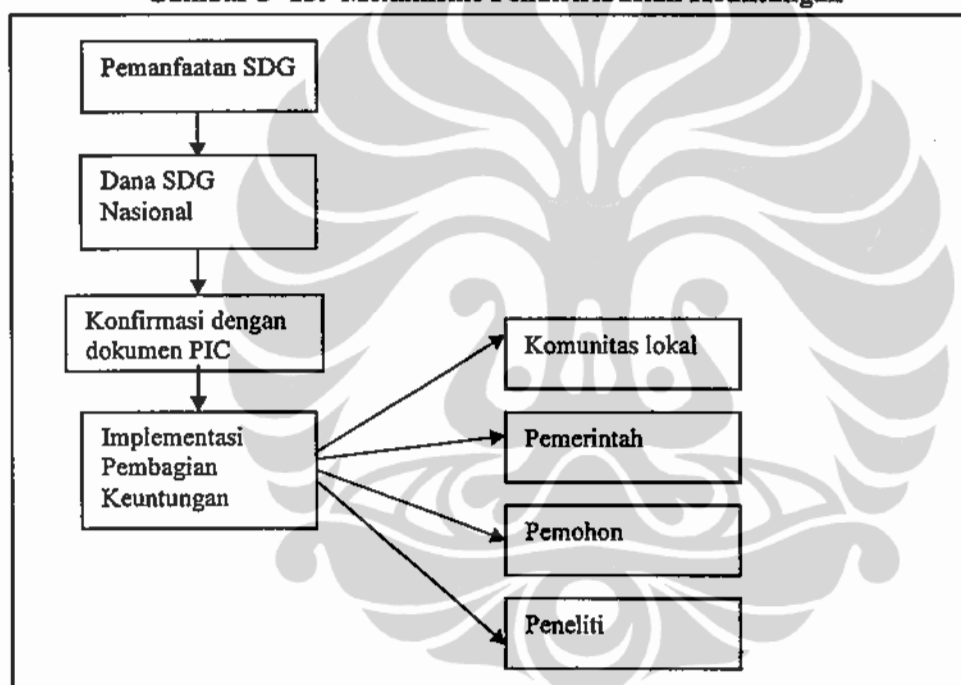 Pemanfaatan SDG
Dana SDG
Nasional
Konfirmasi dengan
dokumen PIC
Implementasi
Pembagian
Keuntungan
Komunitas lokal
Pemerintah
Pemohon
Peneliti